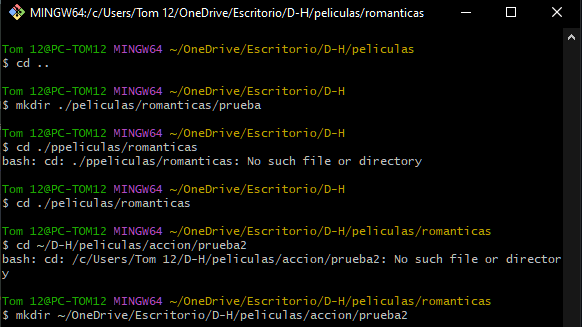 MINGW64:/c/Users/Tom 12/OneDrive/Escritorio/D-H/peliculas/romanticas
Tom 12@PC-TOM12 MINGW64 ~/OneDrive/Escritorio/D-H/peliculas
$ cd ..
Tom 12@PC-TOM12 MINGW64 ~/OneDrive/Escritorio/D-H
$ mkdir ./peliculas/romanticas/prueba
Tom 12@PC-TOM12 MINGW64 ~/OneDrive/Escritorio/D-H
$ cd ./ppeliculas/romanticas
bash: cd: ./ppeliculas/romanticas: No such file or directory
Tom 12@PC-TOM12 MINGW64 ~/OneDrive/Escritorio/D-H
$ cd ./peliculas/romanticas
Tom 12@PC-TOM12 MINGW64 ~/OneDrive/Escritorio/D-H/peliculas/romanticas
$ cd ~/D-H/peliculas/accion/prueba2
bash: cd: /c/Users/Tom 12/D-H/peliculas/accion/prueba2: No such file or director
y
Tom 12@PC-TOM12 MINGW64 ~/OneDrive/Escritorio/D-H/peliculas/romanticas
$ mkdir ~/OneDrive/Escritorio/D-H/peliculas/accion/prueba2